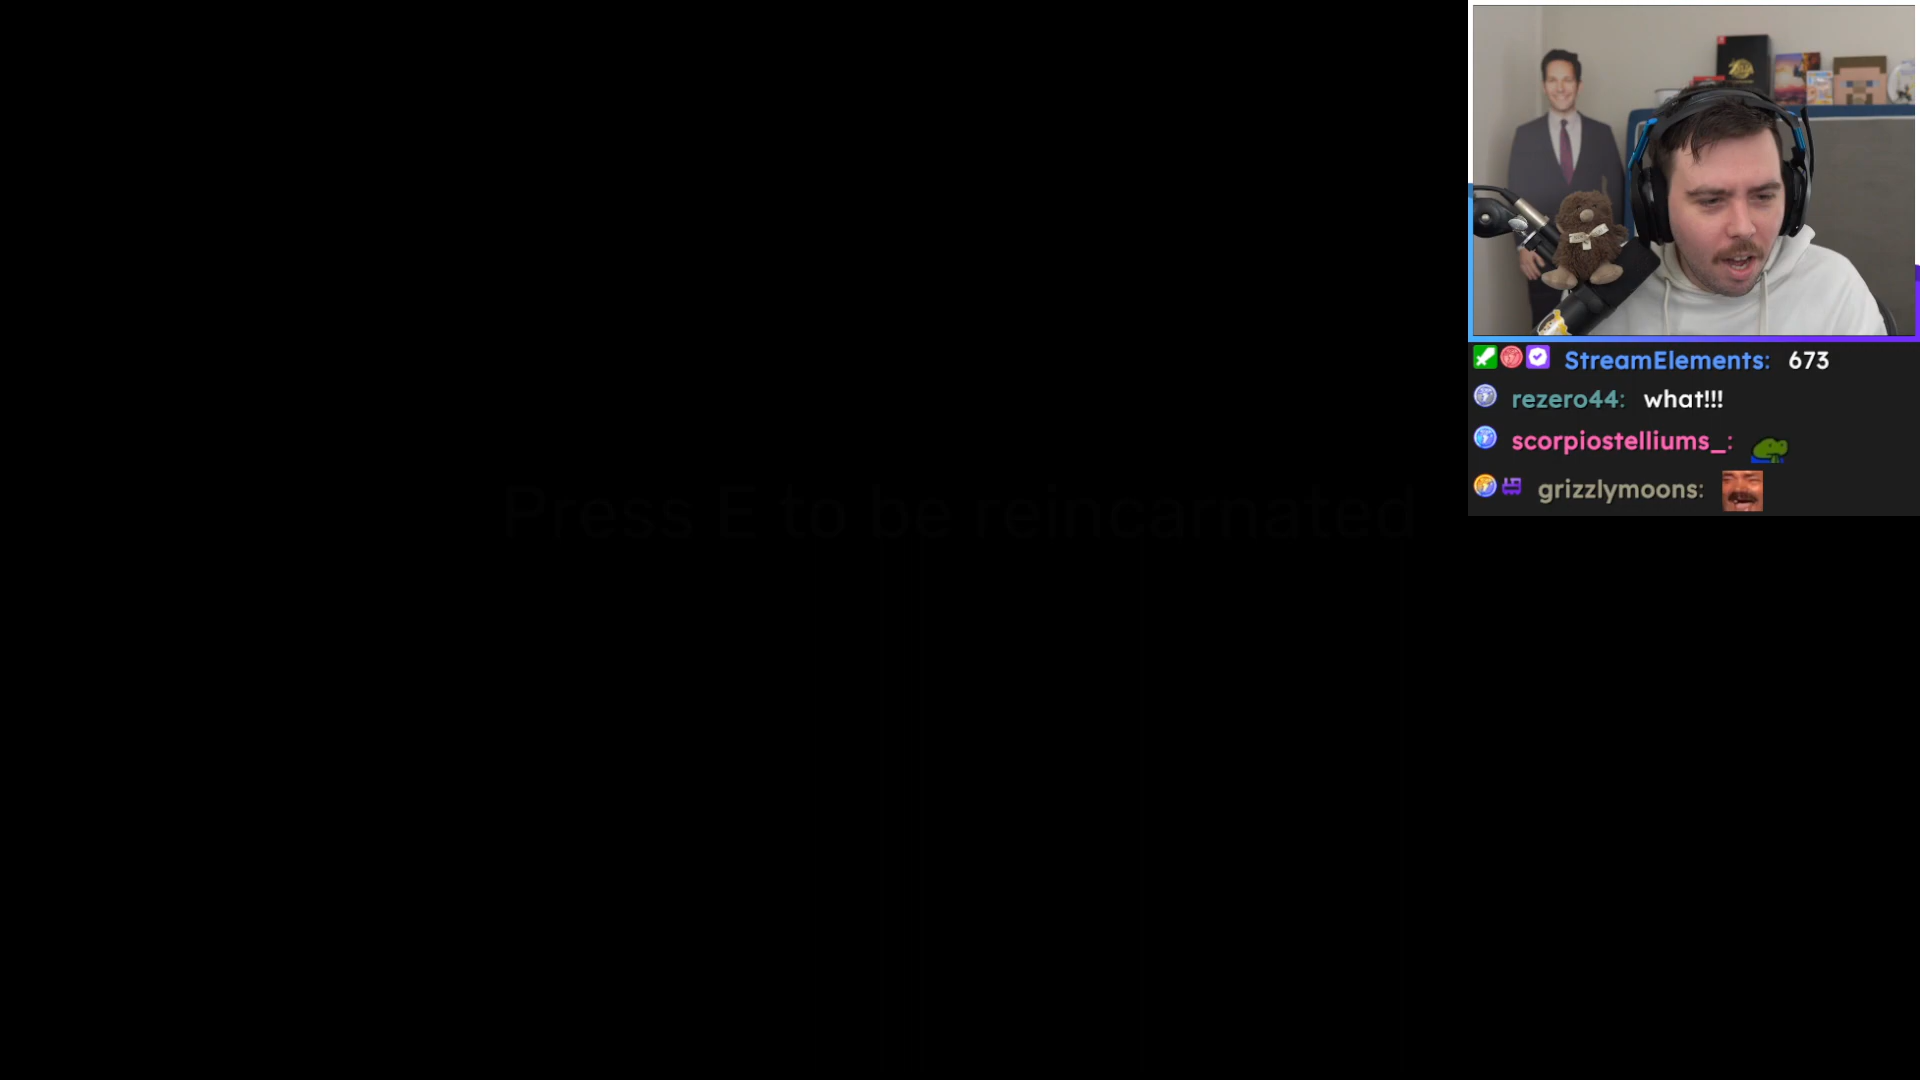 StreamElements: 673
rezero44: what!!!
scorpiostelliums_:
grizzlymoons:
Press E to be reincarnated